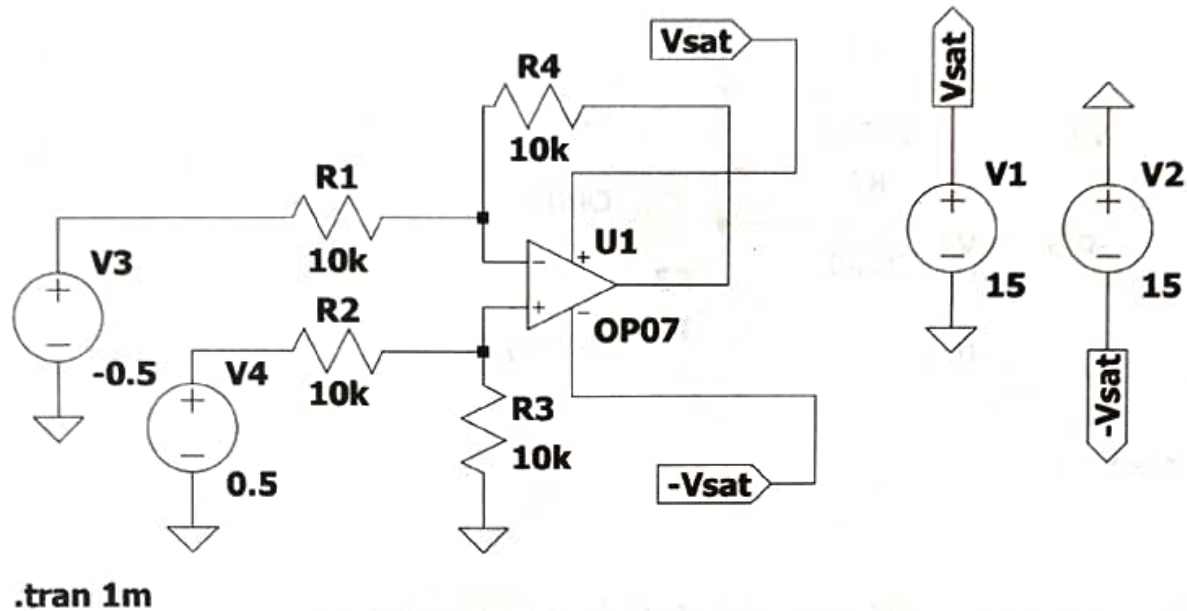 Vsat
R4
10k
R1
10k
V3
-0.5
R2
10k
V4
0.5
U1
OP07
R3
10k
-Vsat
Vsat
V1
15
V2
15
-Vsat
.tran 1m